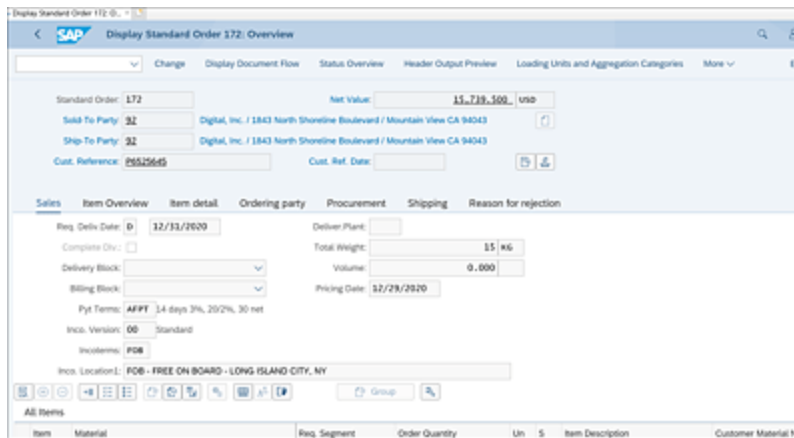 Display Standard Order 172: O..
SAP Display Standard Order 172: Overview
Change Display Document Flow Status Overview Header Output Preview Loading Units and Aggregation Categories More
Standard Order: 172 Net Value: 15,739.500 USD
Sold-To Party: 92 Digital, Inc. / 1843 North Shoreline Boulevard / Mountain View CA 94043
Ship-To Party: 92 Digital, Inc. / 1843 North Shoreline Boulevard / Mountain View CA 94043
Cust. Reference: P6525645 Cust. Ref. Date:
Sales Item Overview Item detail Ordering party Procurement Shipping Reason for rejection
Req. Deliv.Date: D 12/31/2020 Deliver.Plant:
Complete Dlv.: Total Weight: 15 KG
Delivery Block: Volume: 0.000
Billing Block: Pricing Date: 12/29/2020
Pyt Terms: AFPT 14 days 3%, 20/2%, 30 net
Inco. Version: 00 Standard
Incoterms: FOB
Inco. Location1: FOB - FREE ON BOARD - LONG ISLAND CITY, NY
Group
All Items
Item Material Req. Segment Order Quantity Un S Item Description Customer Material